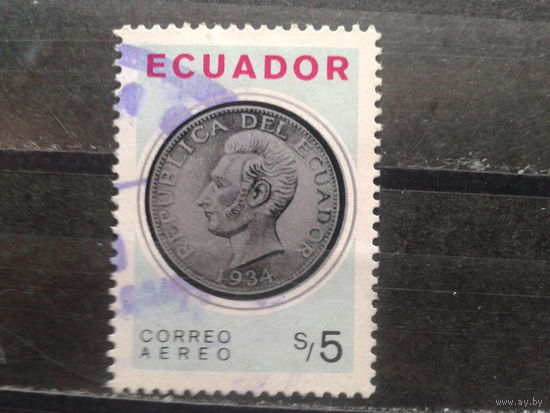 ECUADOR
REPUBLICA DEL ECUADOR
1934
CORREO
AEREO
S/5
www.ay.by